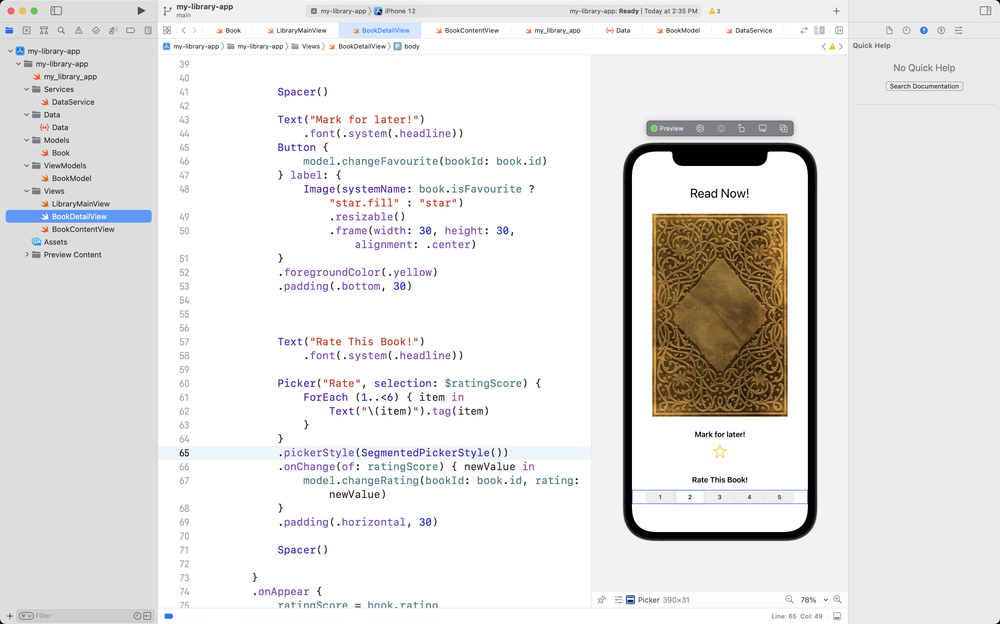 my-library-app
main
my-library-app
iPhone 12
my-library-app: Ready | Today at 2:35 PM
2
Book
LibraryMainView
BookDetailView
BookContentView
my_library_app
Data
BookModel
DataService
my-library-app
my-library-app
Views
BookDetailView
P
body
Quick Help
No Quick Help
Search Documentation
my-library-app
my-library-app
my_library_app
Services
DataService
Data
Data
Models
Book
ViewModels
BookModel
Views
LibraryMainView
BookDetailView
BookContentView
Assets
Preview Content
Filter
39
40
41 Spacer()
42
43 Text("Mark for later!")
44 .font(.system(.headline))
45 Button {
46 model.changeFavourite(bookId: book.id)
47 } label: {
48 Image(systemName: book.isFavourite ?
"star.fill" : "star")
49 .resizable()
50 .frame(width: 30, height: 30,
alignment: .center)
51 }
52 .foregroundColor(.yellow)
53 .padding(.bottom, 30)
54
55
56
57 Text("Rate This Book!")
58 .font(.system(.headline))
59
60 Picker("Rate", selection: $ratingScore) {
61 ForEach (1..<6) { item in
62 Text("\(item)").tag(item)
63 }
64 }
65 .pickerStyle(SegmentedPickerStyle())
66 .onChange(of: ratingScore) { newValue in
67 model.changeRating(bookId: book.id, rating:
newValue)
68 }
69 .padding(.horizontal, 30)
70
71 Spacer()
72
73 }
74 .onAppear {
75 ratingScore = book.rating
Preview
Read Now!
Mark for later!
Rate This Book!
1 2 3 4 5
Picker 390×31
78%
Line: 65 Col: 49